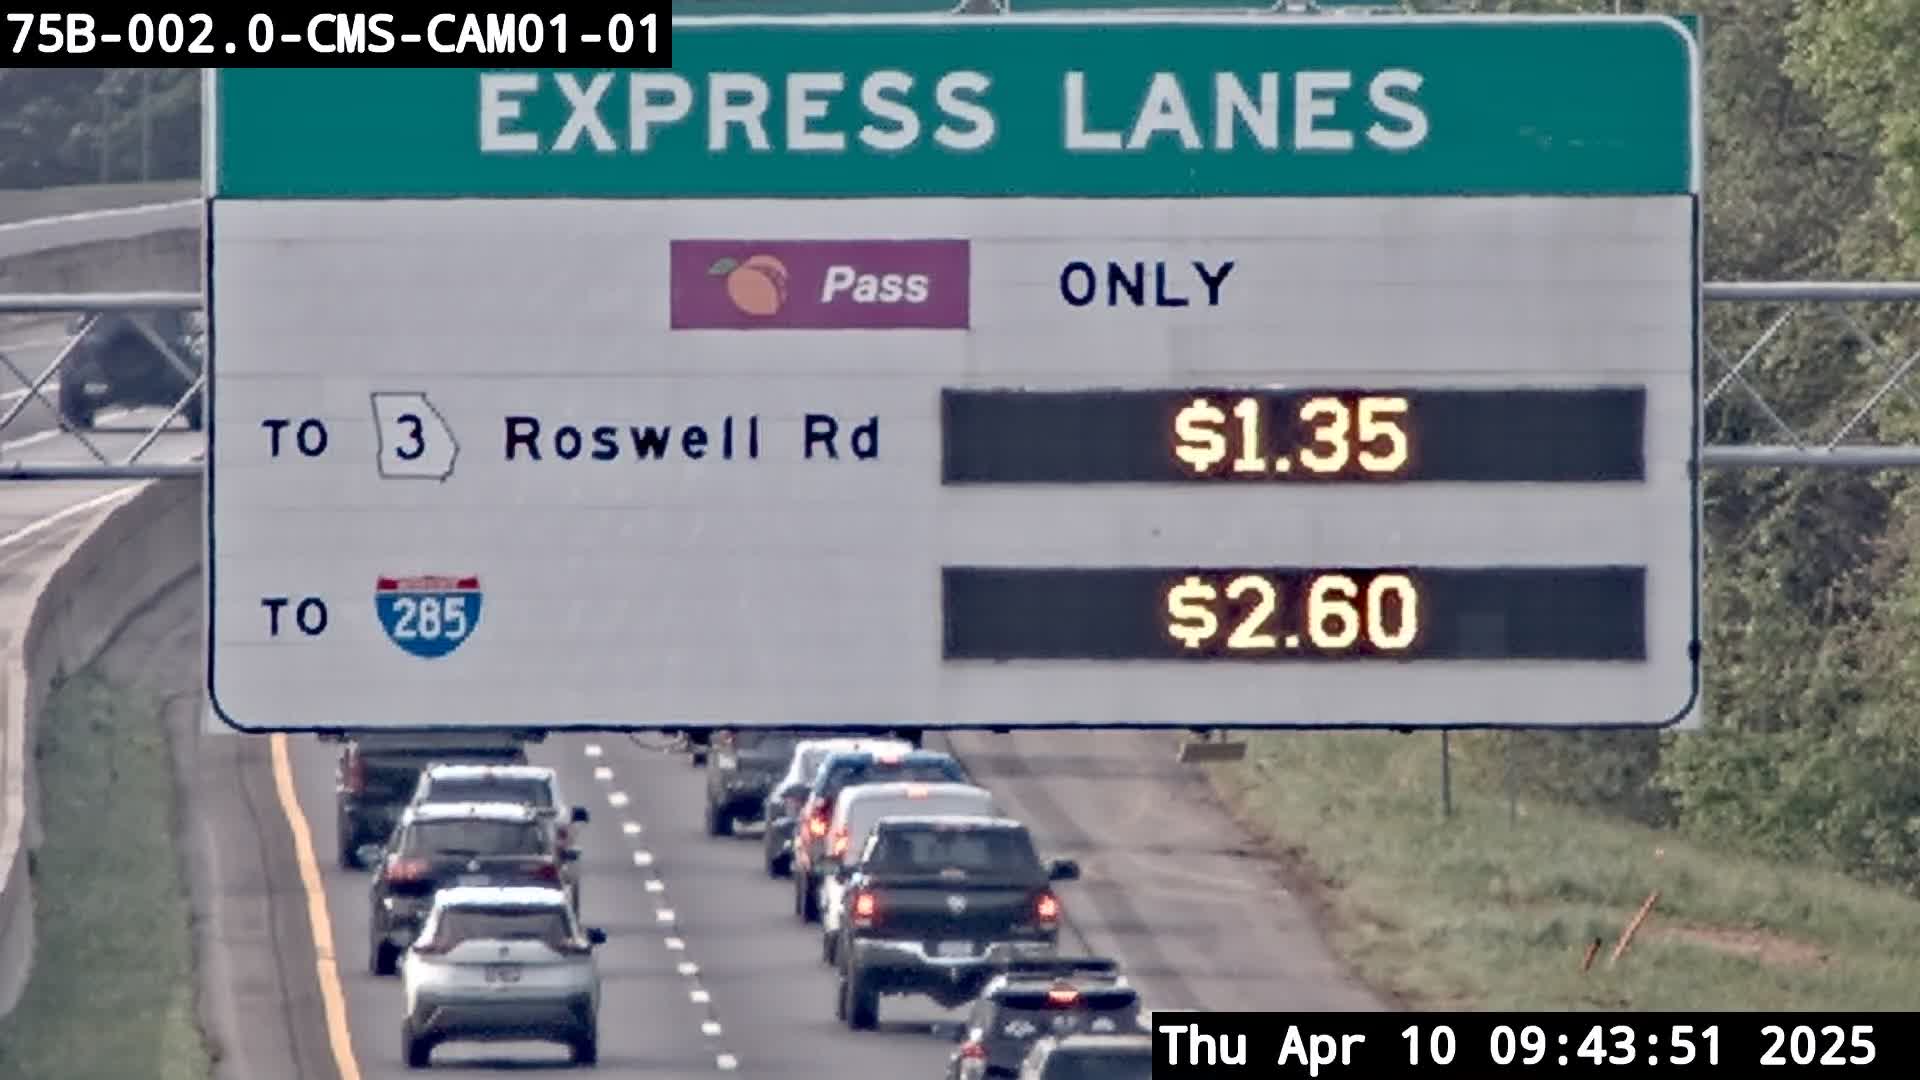 75B-002.0-CMS-CAM01-01
EXPRESS LANES
Pass ONLY
TO 3 Roswell Rd $1.35
TO 285 $2.60
Thu Apr 10 09:43:51 2025